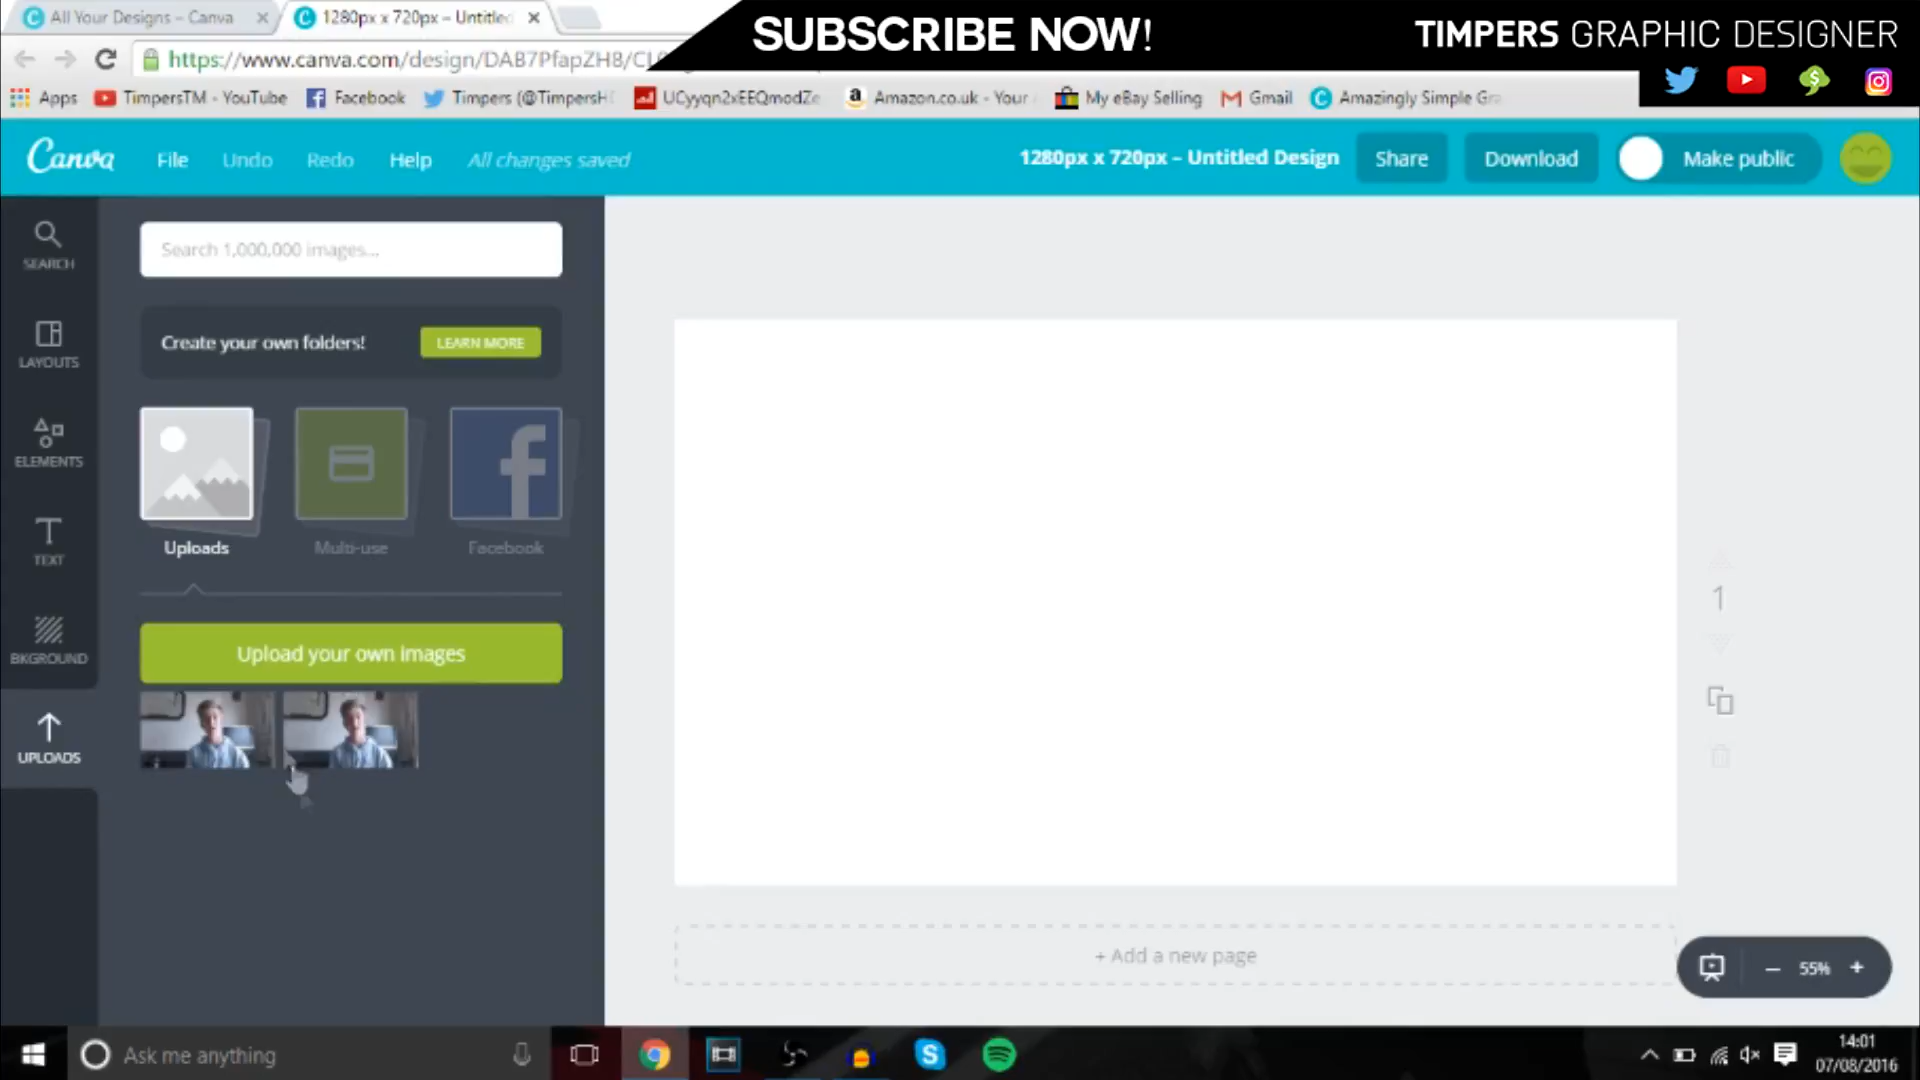 All Your Designs – Canva
1280px x 720px – Untitled
SUBSCRIBE NOW!
TIMPERS GRAPHIC DESIGNER
https://www.canva.com/design/DAB7PfapZH8/
Apps
TimpersTM - YouTube
Facebook
Timpers (@TimpersH
Amazon.co.uk - Your
My eBay Selling
Gmail
Amazingly Simple Gra
Canva
File
Undo
Redo
Help
All changes saved
1280px x 720px – Untitled Design
Share
Download
Make public
SEARCH
LAYOUTS
ELEMENTS
TEXT
BKGROUND
UPLOADS
Search 1,000,000 images...
Create your own folders!
LEARN MORE
Uploads
Multi-use
Facebook
Upload your own images
1
+ Add a new page
55%
Ask me anything
14:01
07/08/2016